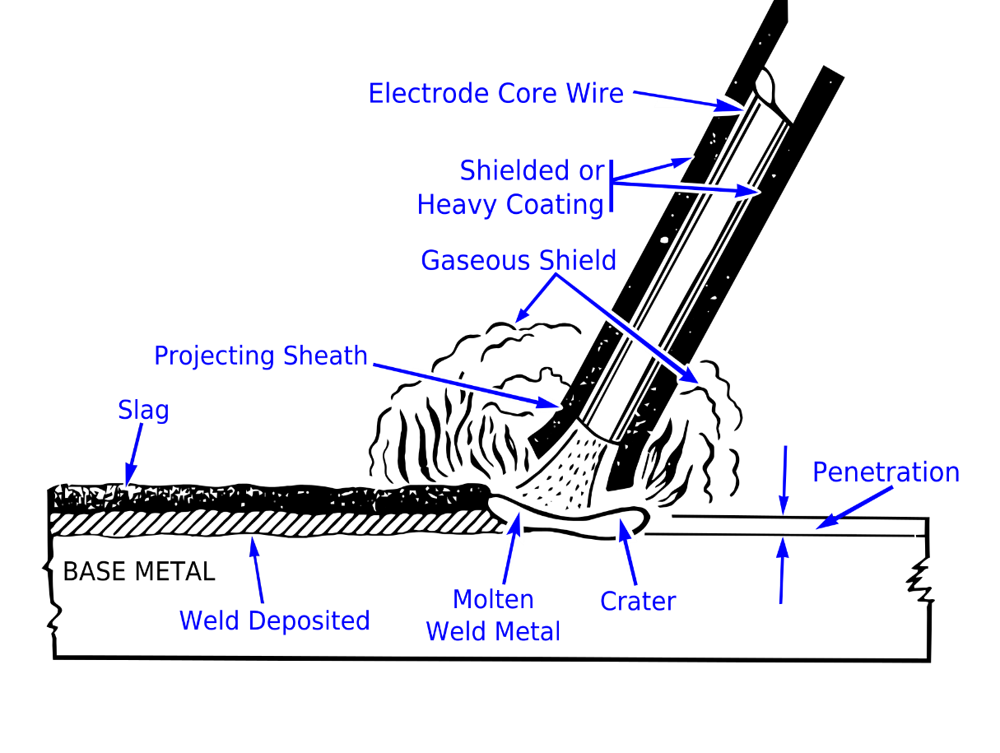 Electrode Core Wire
Shielded or
Heavy Coating
Gaseous Shield
Projecting Sheath
Slag
Penetration
BASE METAL
Weld Deposited
Molten
Weld Metal
Crater